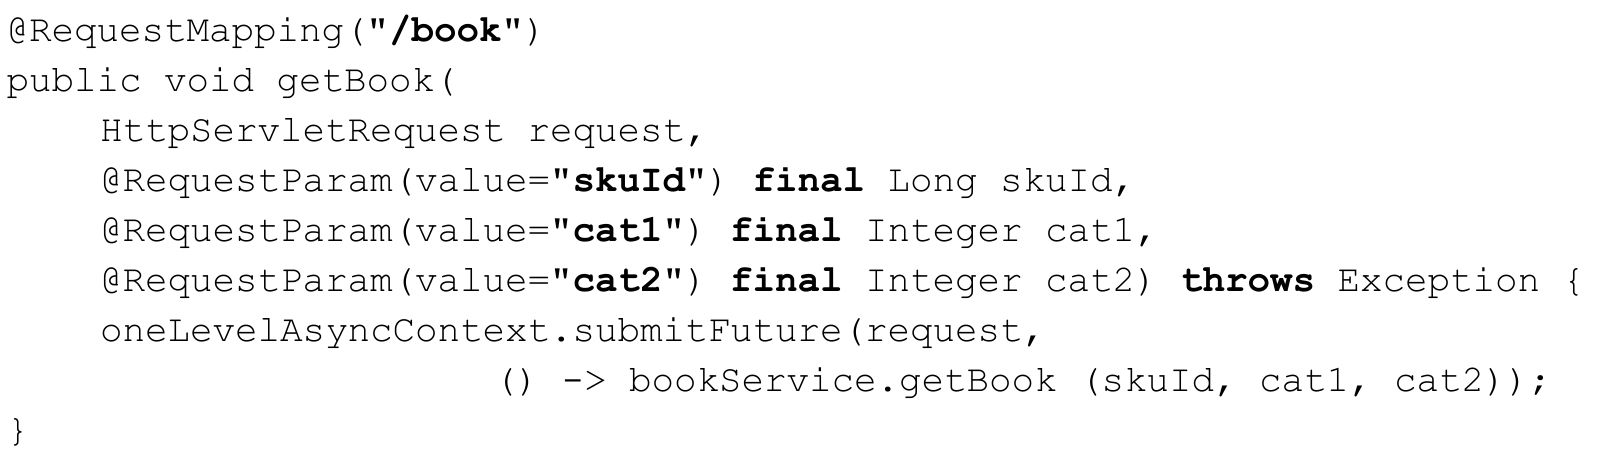 @RequestMapping("/book")
public void getBook(
    HttpServletRequest request,
    @RequestParam(value="skuId") final Long skuId,
    @RequestParam(value="cat1") final Integer cat1,
    @RequestParam(value="cat2") final Integer cat2) throws Exception {
    oneLevelAsyncContext.submitFuture(request,
                      () -> bookService.getBook (skuId, cat1, cat2));
}